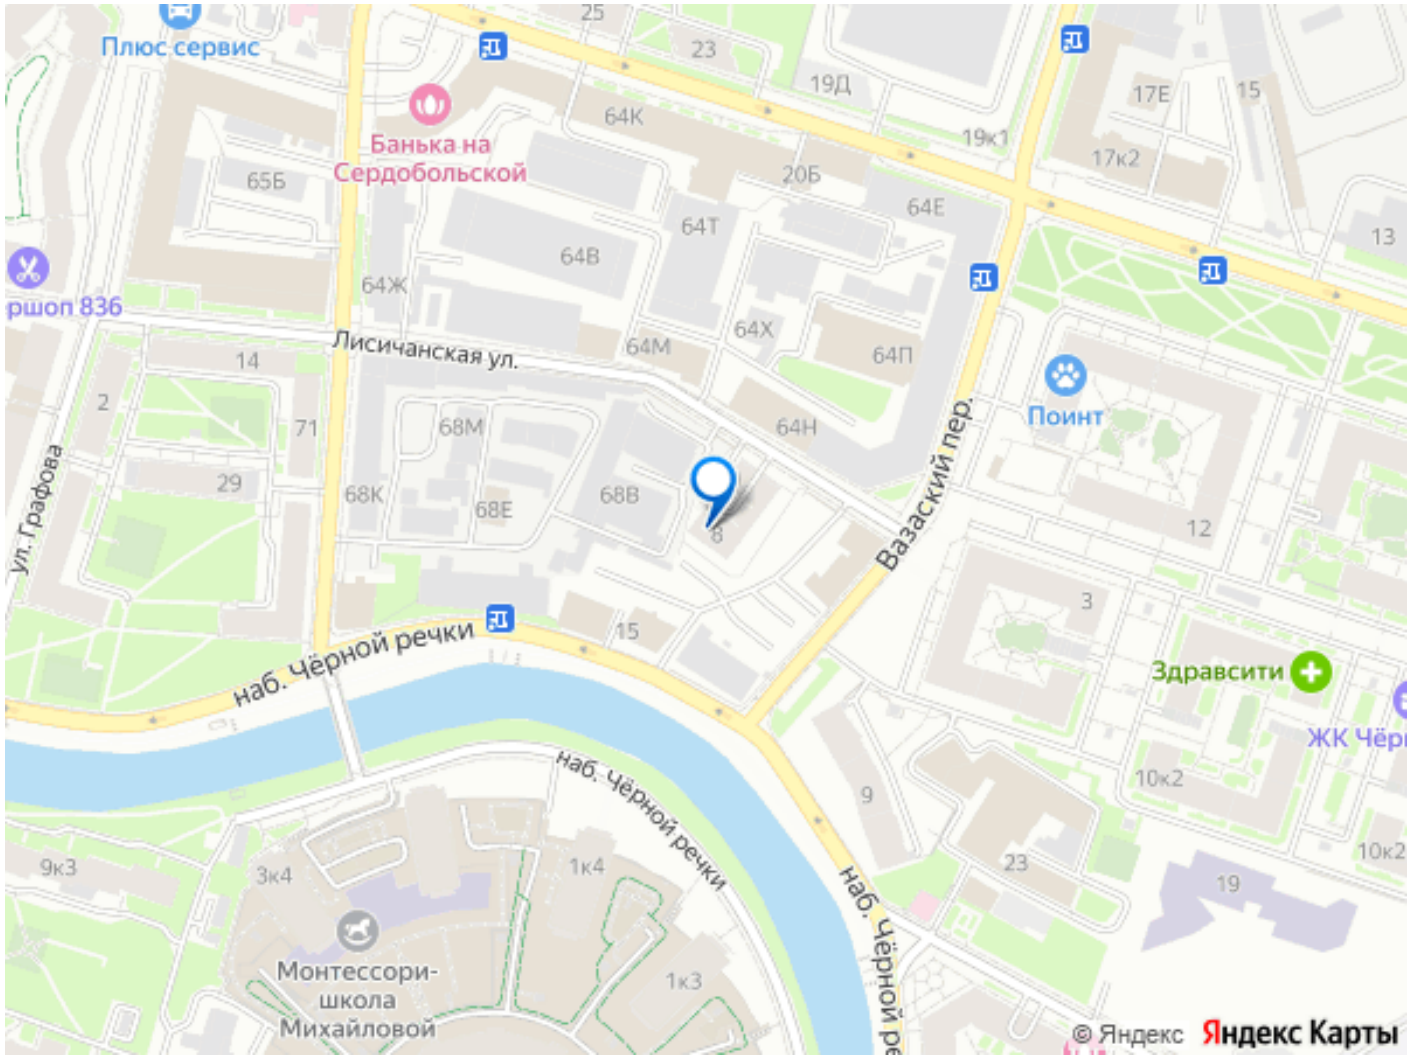 25
Плюс сервис
23
19Д
17Е
15
64К
19к1
Банька на
Сердобольской
17к2
65Б
20Б
64Е
64Т
13
64В
64Ж
ршоп 836
64Х
Лисичанская ул.
64М
64П
14
Поинт
2
71
68М
64Н
Вазаский пер.
ул. Графова
29
68К
68В
68Е
8
12
3
15
наб. Чёрной речки
Здравсити
ЖК Чёр
наб. Чёрной речки
10к2
9
9к3
3к4
1к4
23
10к2
19
наб. Чёрной ре
Монтессори-
школа
Михайловой
1к3
© Яндекс Яндекс Карты